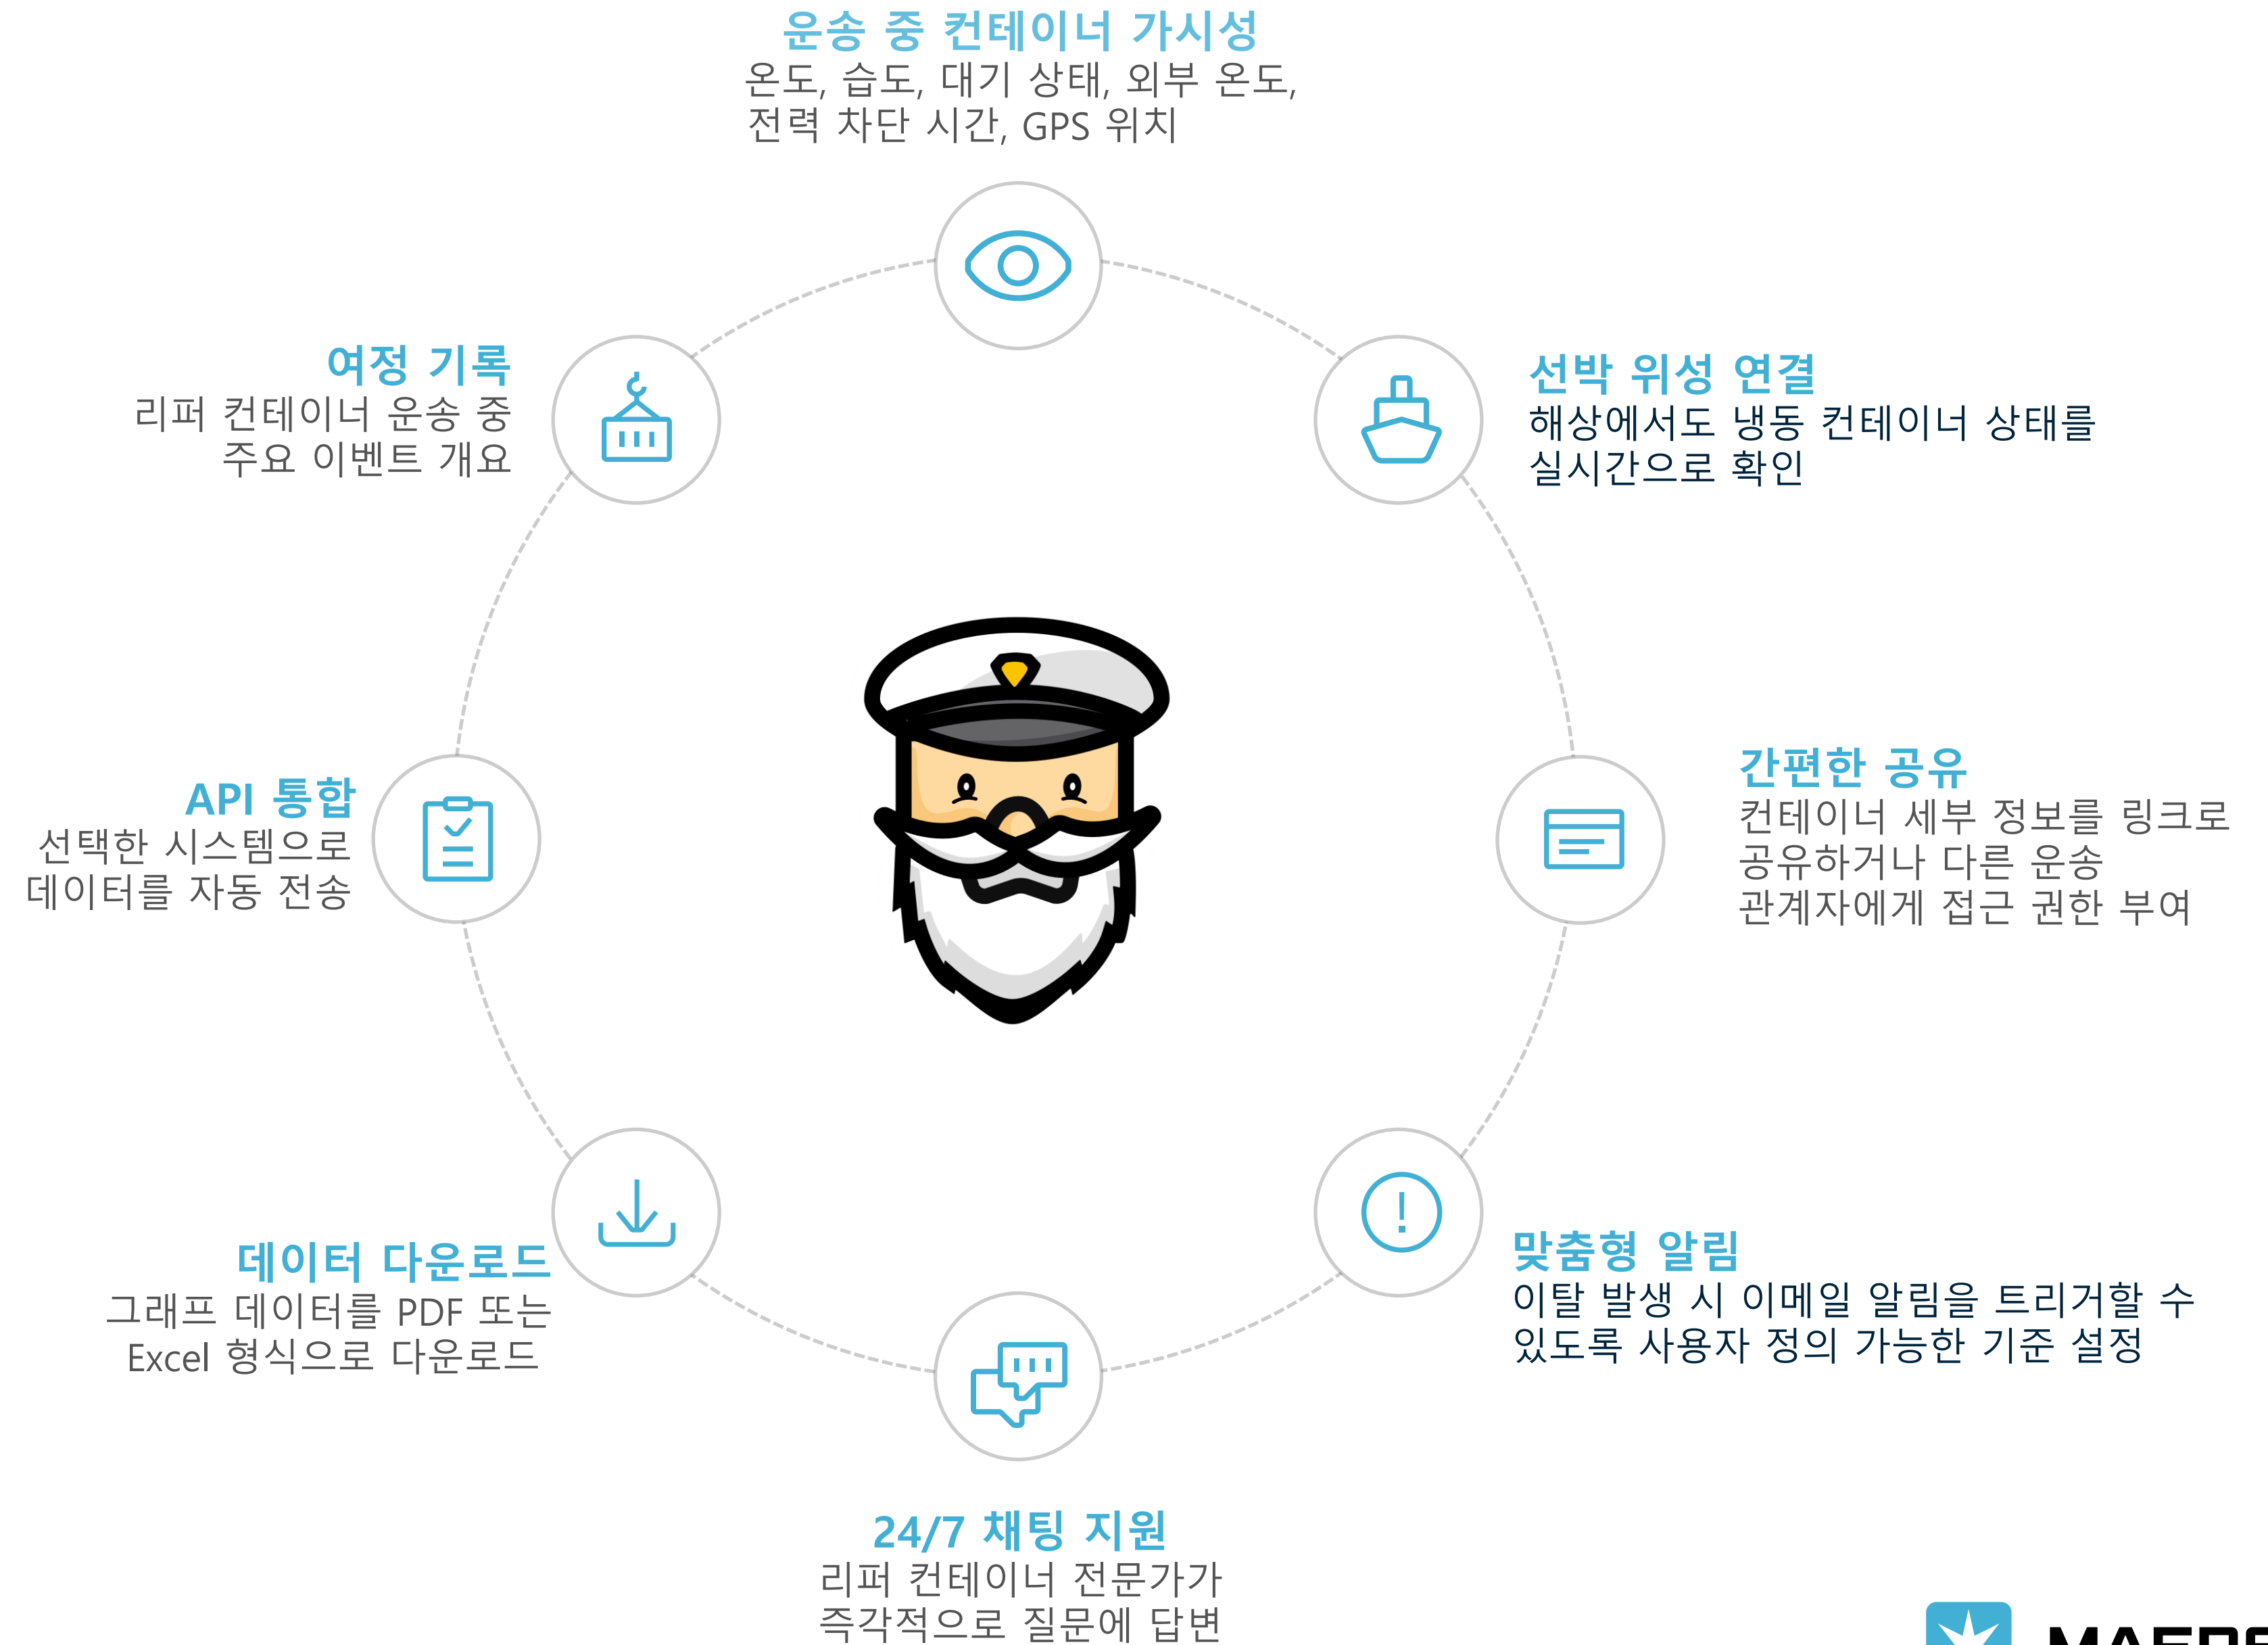 운송 중 컨테이너 가시성
온도, 습도, 대기 상태, 외부 온도,
전력 차단 시간, GPS 위치
여정 기록
리퍼 컨테이너 운송 중
주요 이벤트 개요
선박 위성 연결
해상에서도 냉동 컨테이너 상태를
실시간으로 확인
API 통합
선택한 시스템으로
데이터를 자동 전송
간편한 공유
컨테이너 세부 정보를 링크로
공유하거나 다른 운송
관계자에게 접근 권한 부여
데이터 다운로드
그래프 데이터를 PDF 또는
Excel 형식으로 다운로드
맞춤형 알림
이탈 발생 시 이메일 알림을 트리거할 수
있도록 사용자 정의 가능한 기준 설정
24/7 채팅 지원
리퍼 컨테이너 전문가가
즉각적으로 질문에 답변